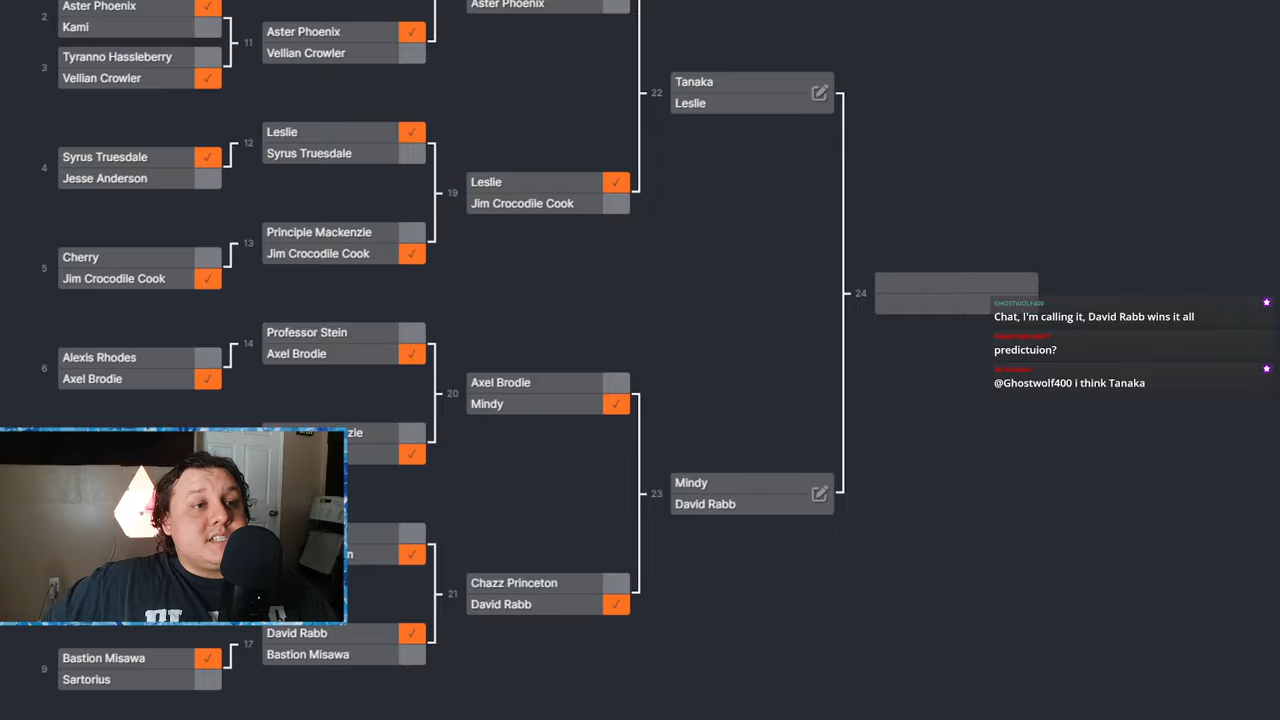 2
Aster Phoenix
Kami
3
Tyranno Hassleberry
Vellian Crowler
4
Syrus Truesdale
Jesse Anderson
5
Cherry
Jim Crocodile Cook
6
Alexis Rhodes
Axel Brodie
9
Bastion Misawa
Sartorius
11
Aster Phoenix
Vellian Crowler
12
Leslie
Syrus Truesdale
13
Principle Mackenzie
Jim Crocodile Cook
14
Professor Stein
Axel Brodie
zie
n
17
David Rabb
Bastion Misawa
Aster Phoenix
19
Leslie
Jim Crocodile Cook
20
Axel Brodie
Mindy
21
Chazz Princeton
David Rabb
22
Tanaka
Leslie
23
Mindy
David Rabb
24
GHOSTWOLF400
Chat, I'm calling it, David Rabb wins it all
predictuion?
@Ghostwolf400 i think Tanaka